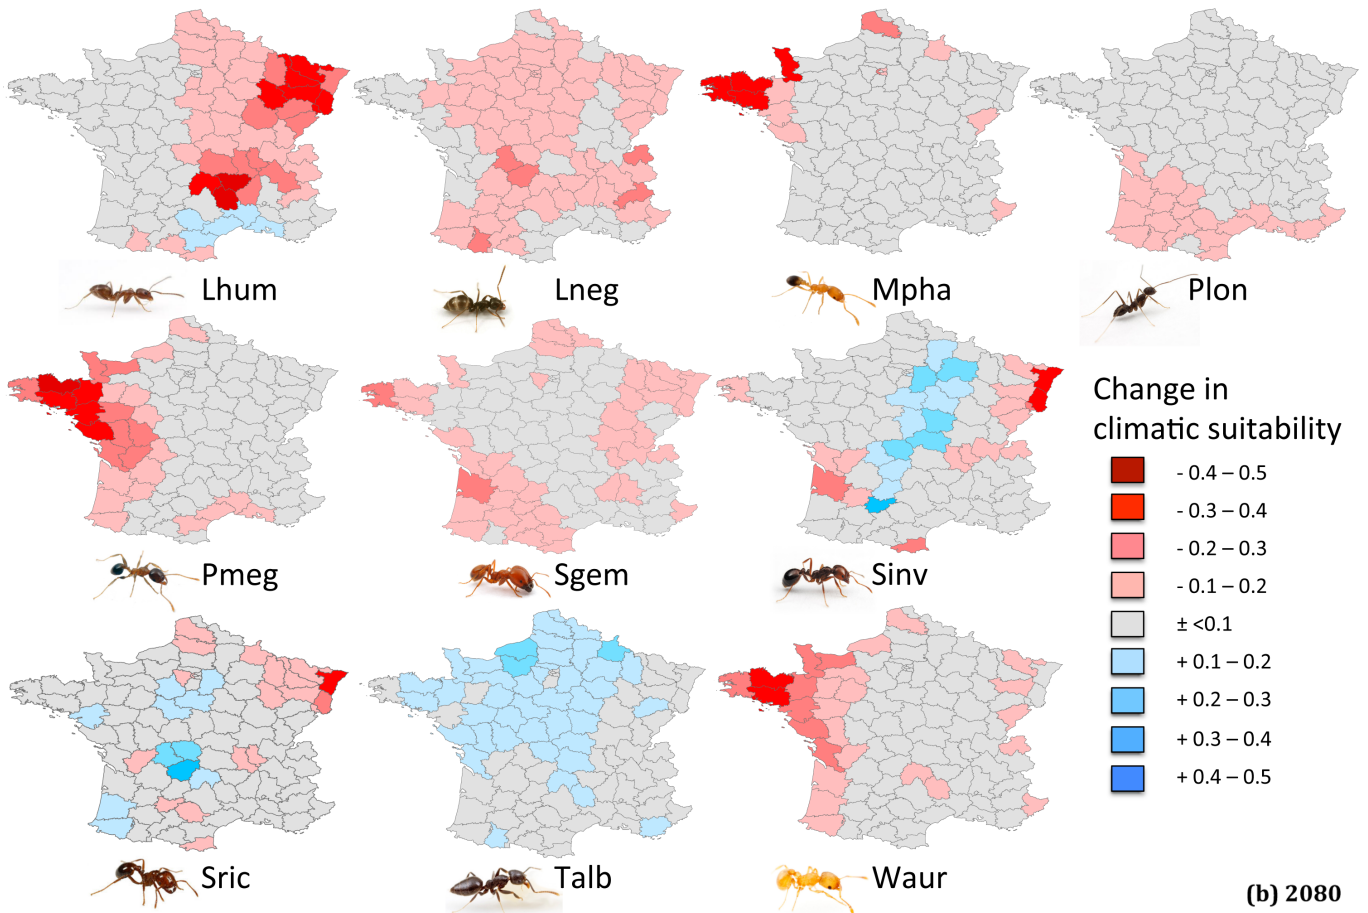 Lhum
Lneg
Mpha
Plon
Pmeg
Sgem
Sinv
Change in
climatic suitability
- 0.4 – 0.5
- 0.3 – 0.4
- 0.2 – 0.3
- 0.1 – 0.2
± <0.1
+ 0.1 – 0.2
+ 0.2 – 0.3
+ 0.3 – 0.4
+ 0.4 – 0.5
Sric
Talb
Waur
(b) 2080